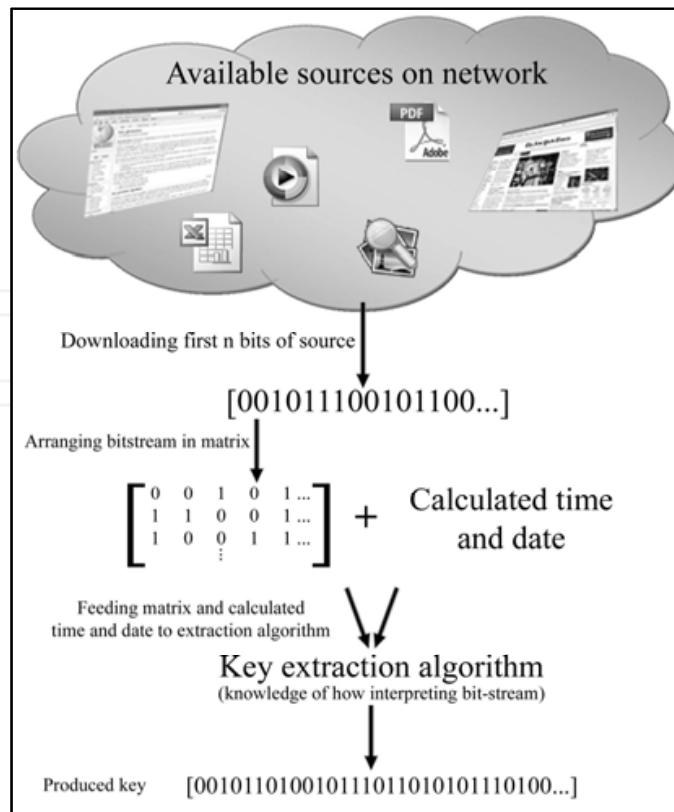 Available sources on network
PDF
Adobe
Downloading first n bits of source
[001011100101100...]
Arranging bitstream in matrix
0 0 1 0 1 ...
1 1 0 0 1 ...
1 0 0 1 1 ...
⋮
+
Calculated time
and date
Feeding matrix and calculated
time and date to extraction algorithm
Key extraction algorithm
(knowledge of how interpreting bit-stream)
Produced key [0010110100101110110101011110100...]